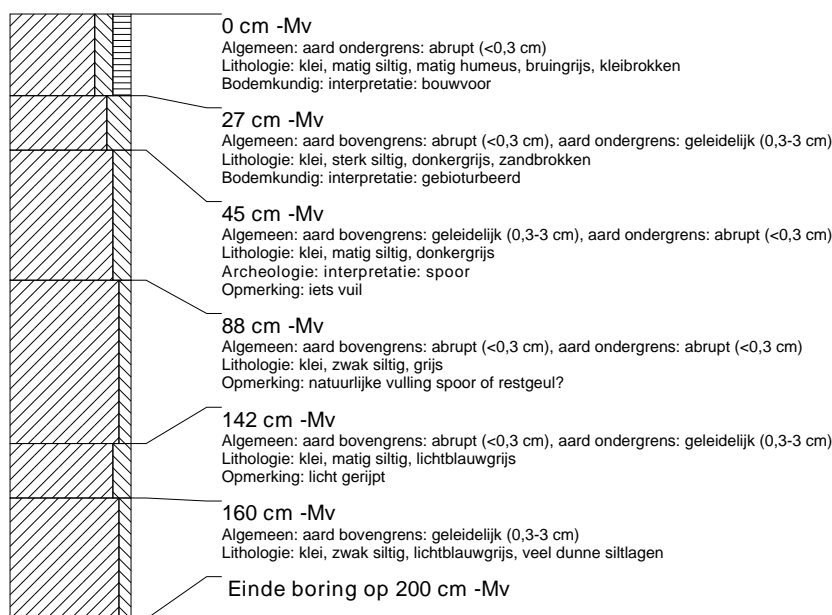 0 cm -Mv
Algemeen: aard ondergrens: abrupt (<0,3 cm)
Lithologie: klei, matig siltig, matig humeus, bruingrijs, kleibrokken
Bodemkundig: interpretatie: bouwvoor
27 cm -Mv
Algemeen: aard bovengrens: abrupt (<0,3 cm), aard ondergrens: geleidelijk (0,3-3 cm)
Lithologie: klei, sterk siltig, donkergrijs, zandbrokken
Bodemkundig: interpretatie: gebioturbeerd
45 cm -Mv
Algemeen: aard bovengrens: geleidelijk (0,3-3 cm), aard ondergrens: abrupt (<0,3 cm)
Lithologie: klei, matig siltig, donkergrijs
Archeologie: interpretatie: spoor
Opmerking: iets vuil
88 cm -Mv
Algemeen: aard bovengrens: abrupt (<0,3 cm), aard ondergrens: abrupt (<0,3 cm)
Lithologie: klei, zwak siltig, grijs
Opmerking: natuurlijke vulling spoor of restgeul?
142 cm -Mv
Algemeen: aard bovengrens: abrupt (<0,3 cm), aard ondergrens: geleidelijk (0,3-3 cm)
Lithologie: klei, matig siltig, lichtblauwgrijs
Opmerking: licht gerijpt
160 cm -Mv
Algemeen: aard bovengrens: geleidelijk (0,3-3 cm)
Lithologie: klei, zwak siltig, lichtblauwgrijs, veel dunne siltlagen
Einde boring op 200 cm -Mv